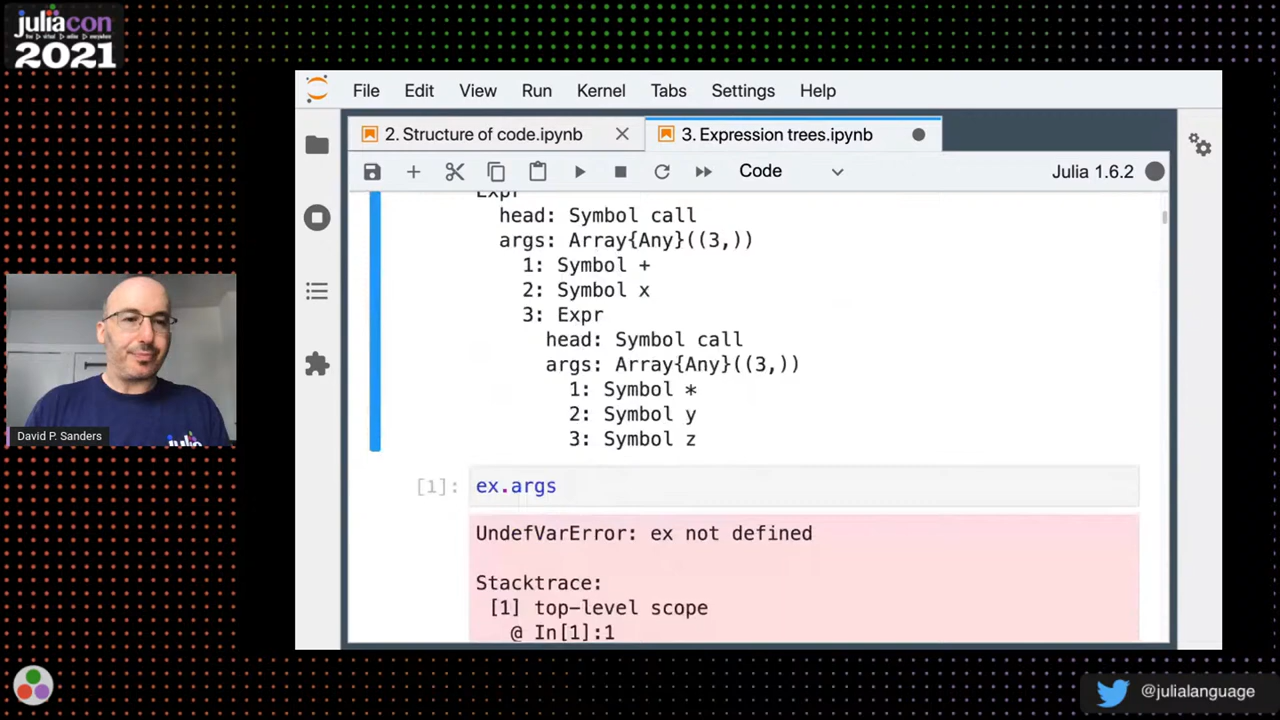 juliacon
2021
File Edit View Run Kernel Tabs Settings Help
2. Structure of code.ipynb
3. Expression trees.ipynb
Code
Julia 1.6.2
Expr
head: Symbol call
args: Array{Any}((3,))
1: Symbol +
2: Symbol x
3: Expr
head: Symbol call
args: Array{Any}((3,))
1: Symbol *
2: Symbol y
3: Symbol z
[1]: ex.args
UndefVarError: ex not defined
Stacktrace:
[1] top-level scope
@ In[1]:1
David P. Sanders
julia
@julialanguage